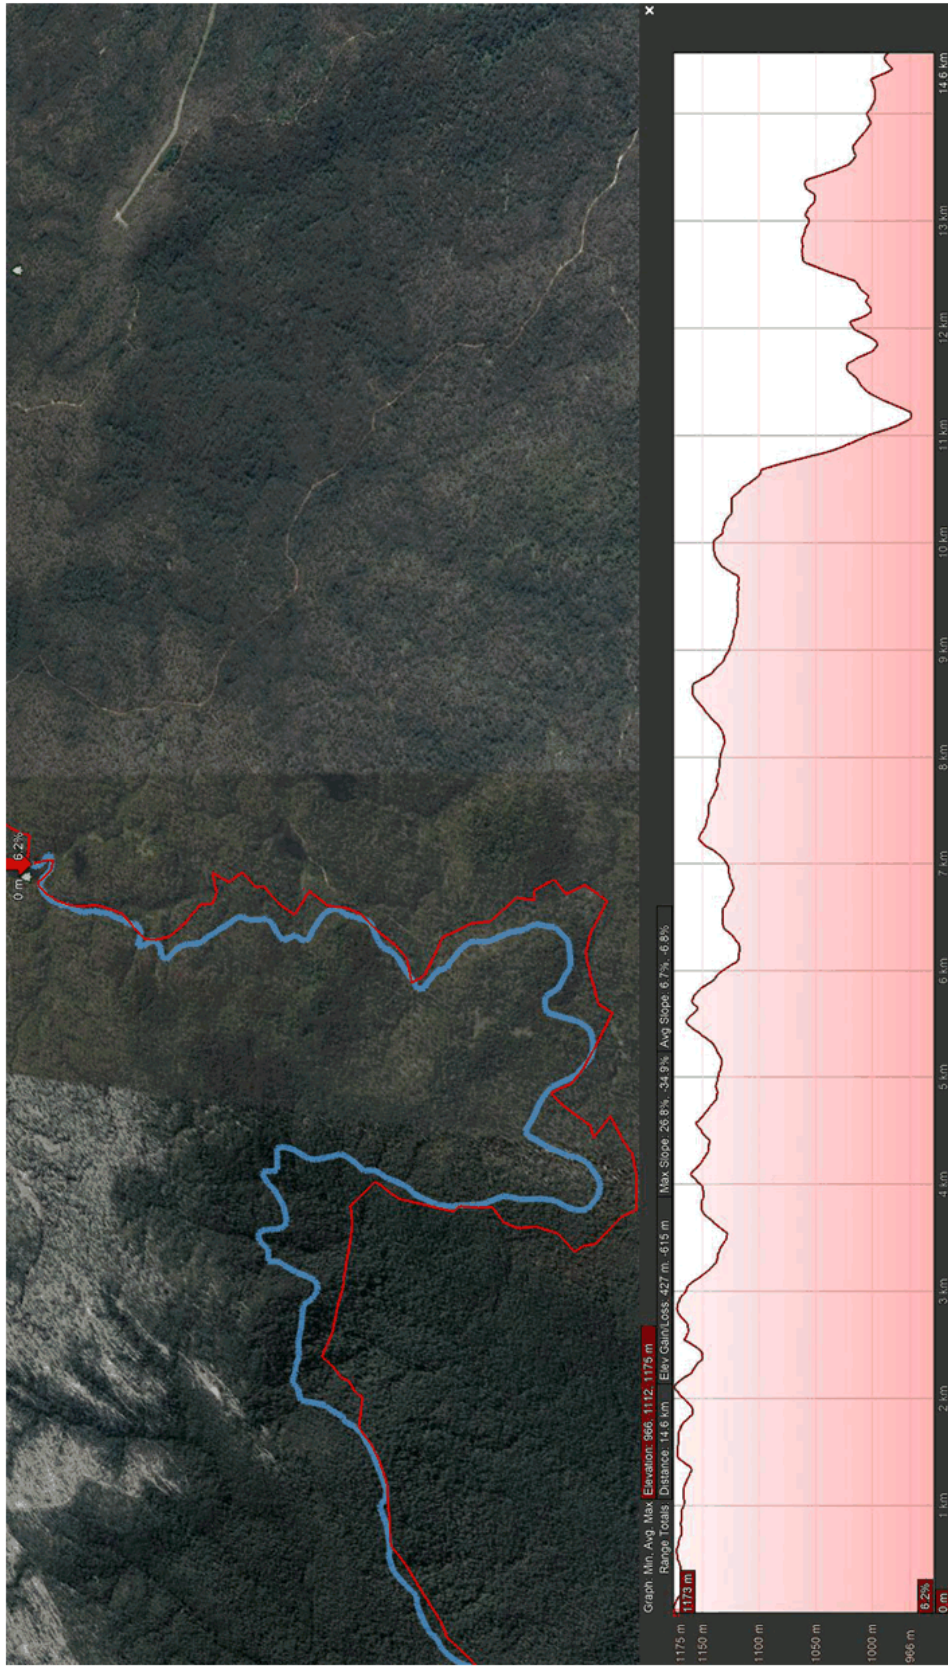 0 m 6.2%
Graph: Min, Avg, Max Elevation: 966, 1112, 1175 m
Range Totals: Distance: 14.6 km Elev Gain/Loss: 427 m, -615 m Max Slope: 26.8%, -34.9% Avg Slope: 6.7%, -6.8%
1175 m
1173 m
1150 m
1100 m
1050 m
1000 m
966 m
6.2%
0 m 1 km 2 km 3 km 4 km 5 km 6 km 7 km 8 km 9 km 10 km 11 km 12 km 13 km 14.6 km